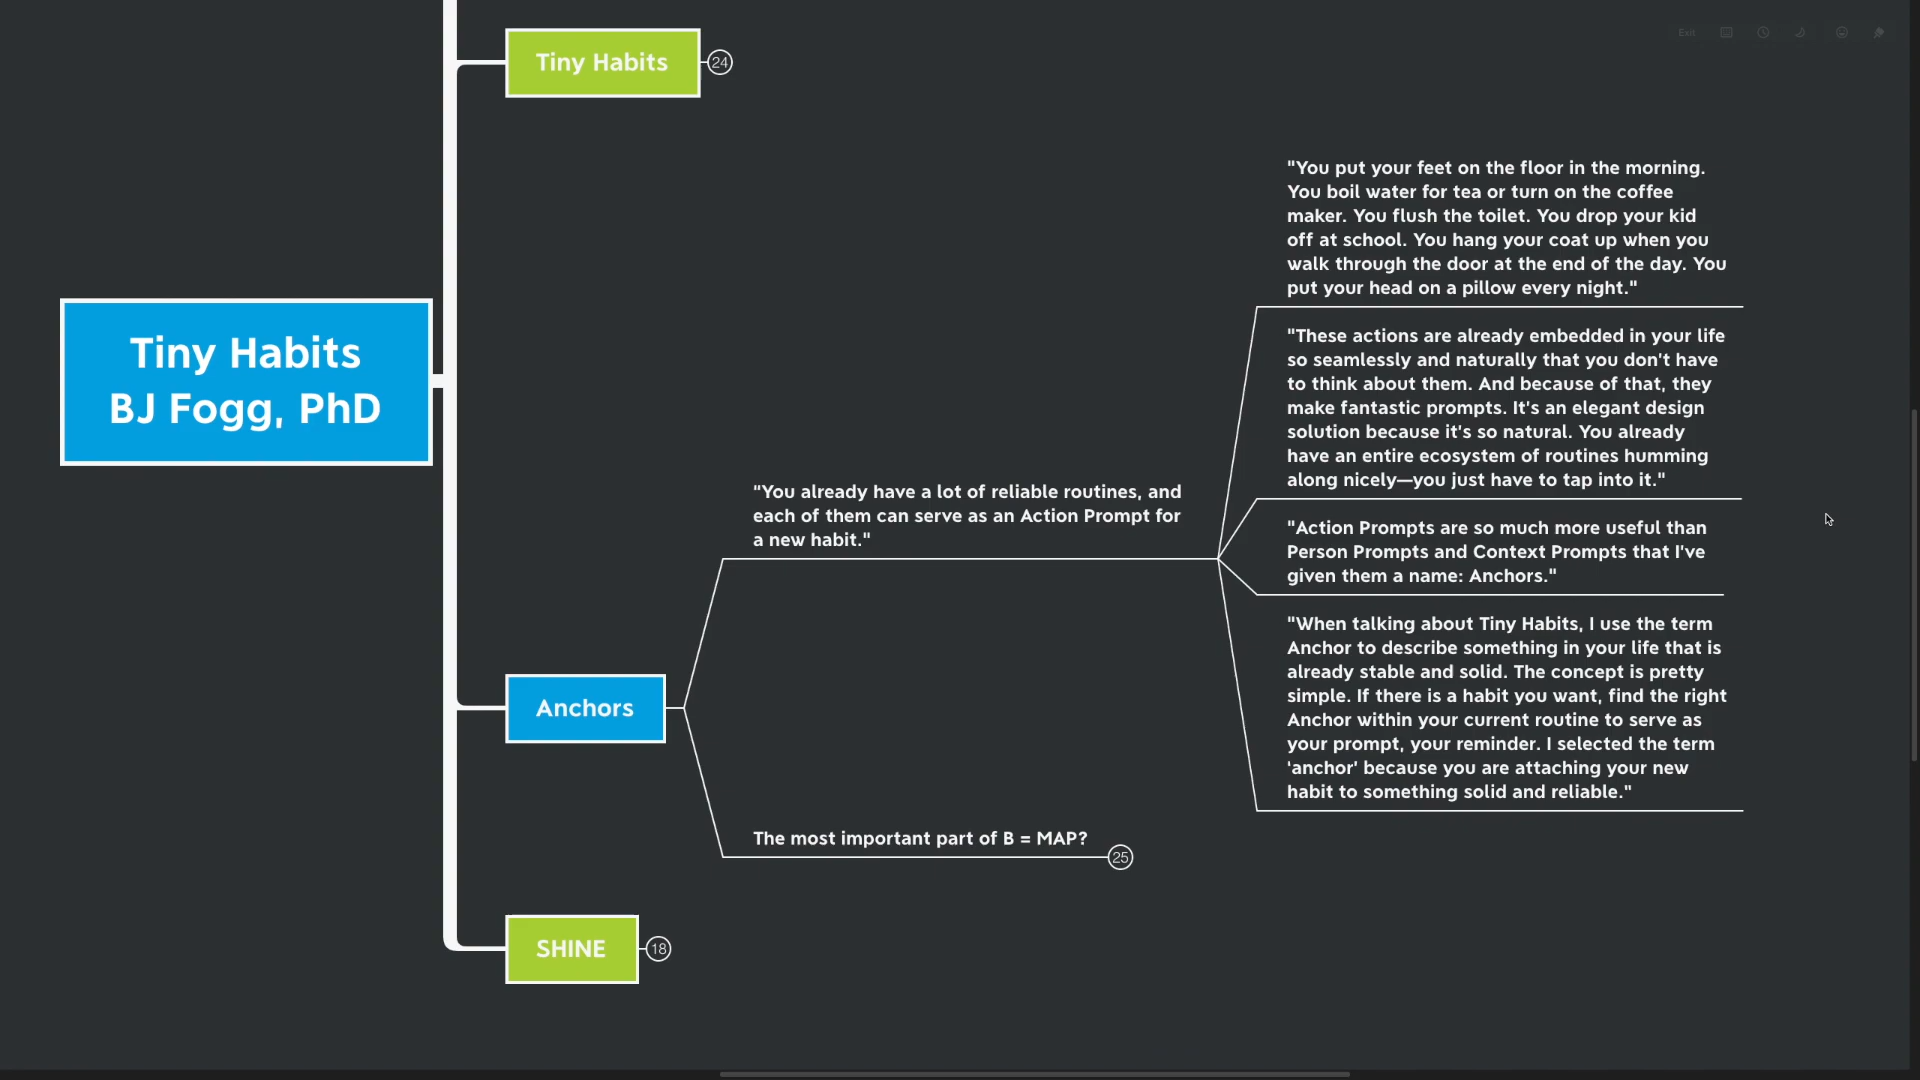 Exit
Tiny Habits
24
Tiny Habits
BJ Fogg, PhD
"You put your feet on the floor in the morning.
You boil water for tea or turn on the coffee
maker. You flush the toilet. You drop your kid
off at school. You hang your coat up when you
walk through the door at the end of the day. You
put your head on a pillow every night."
"These actions are already embedded in your life
so seamlessly and naturally that you don't have
to think about them. And because of that, they
make fantastic prompts. It's an elegant design
solution because it's so natural. You already
have an entire ecosystem of routines humming
along nicely—you just have to tap into it."
"You already have a lot of reliable routines, and
each of them can serve as an Action Prompt for
a new habit."
"Action Prompts are so much more useful than
Person Prompts and Context Prompts that I've
given them a name: Anchors."
"When talking about Tiny Habits, I use the term
Anchor to describe something in your life that is
already stable and solid. The concept is pretty
simple. If there is a habit you want, find the right
Anchor within your current routine to serve as
your prompt, your reminder. I selected the term
'anchor' because you are attaching your new
habit to something solid and reliable."
Anchors
The most important part of B = MAP?
25
SHINE
18